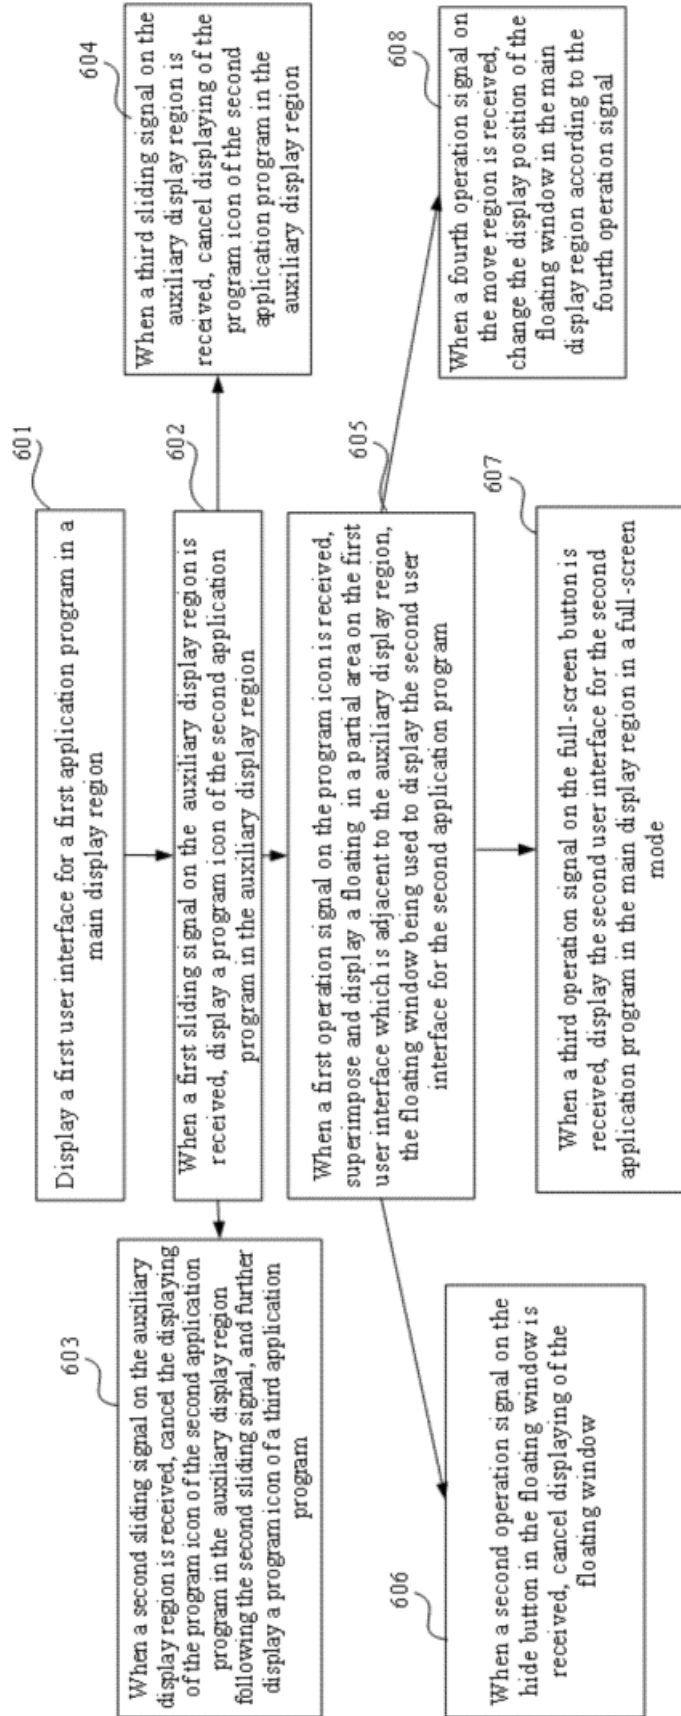 601
Display a first user interface for a first application program in a
main display region
602
When a first sliding signal on the auxiliary display region is
received, display a program icon of the second application
program in the auxiliary display region
603
When a second sliding signal on the auxiliary
display region is received, cancel the displaying
of the program icon of the second application
program in the auxiliary display region
following the second sliding signal, and further
display a program icon of a third application
program
604
When a third sliding signal on the
auxiliary display region is
received, cancel displaying of the
program icon of the second
application program in the
auxiliary display region
605
When a first operation signal on the program icon is received,
superimpose and display a floating in a partial area on the first
user interface which is adjacent to the auxiliary display region,
the floating window being used to display the second user
interface for the second application program
606
When a second operation signal on the
hide button in the floating window is
received, cancel displaying of the
floating window
607
When a third operation signal on the full-screen button is
received, display the second user interface for the second
application program in the main display region in a full-screen
mode
608
When a fourth operation signal on
the move region is received,
change the display position of the
floating window in the main
display region according to the
fourth operation signal